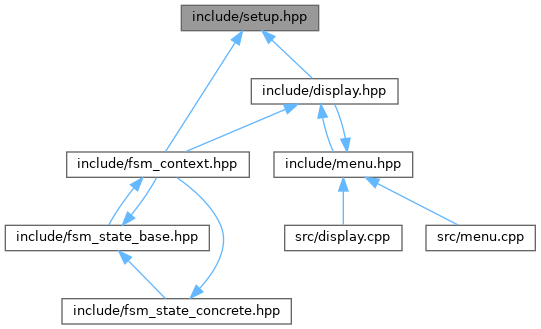 include/setup.hpp
include/display.hpp
include/fsm_context.hpp
include/menu.hpp
include/fsm_state_base.hpp
src/display.cpp
src/menu.cpp
include/fsm_state_concrete.hpp